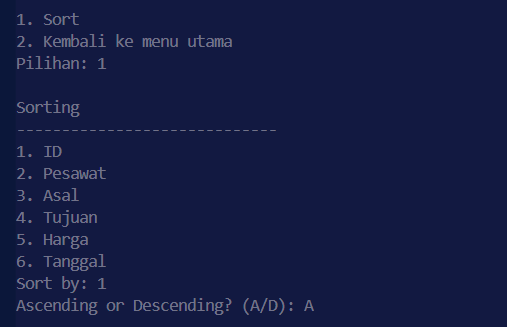 1. Sort
2. Kembali ke menu utama
Pilihan: 1
Sorting
-----------------------------
1. ID
2. Pesawat
3. Asal
4. Tujuan
5. Harga
6. Tanggal
Sort by: 1
Ascending or Descending? (A/D): A